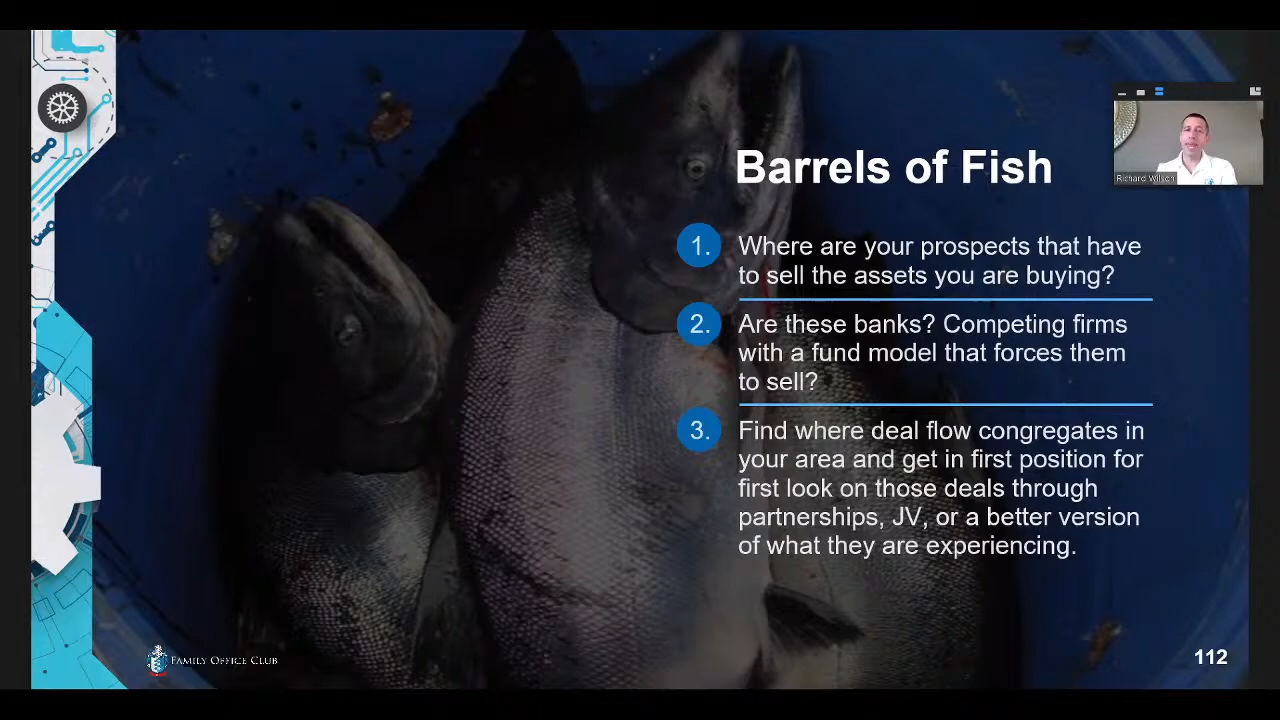 Barrels of Fish
Richard Wilson
1. Where are your prospects that have
to sell the assets you are buying?
2. Are these banks? Competing firms
with a fund model that forces them
to sell?
3. Find where deal flow congregates in
your area and get in first position for
first look on those deals through
partnerships, JV, or a better version
of what they are experiencing.
FAMILY OFFICE CLUB
112